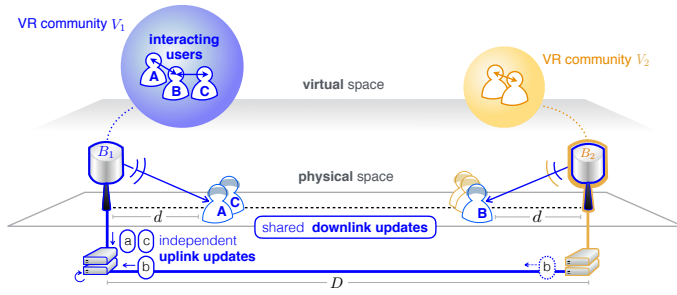 VR community V₁
interacting
users
A
B
C
VR community V₂
virtual space
B₁
B₂
physical space
C
A
B
d
d
shared downlink updates
a
c
independent
uplink updates
b
b
D